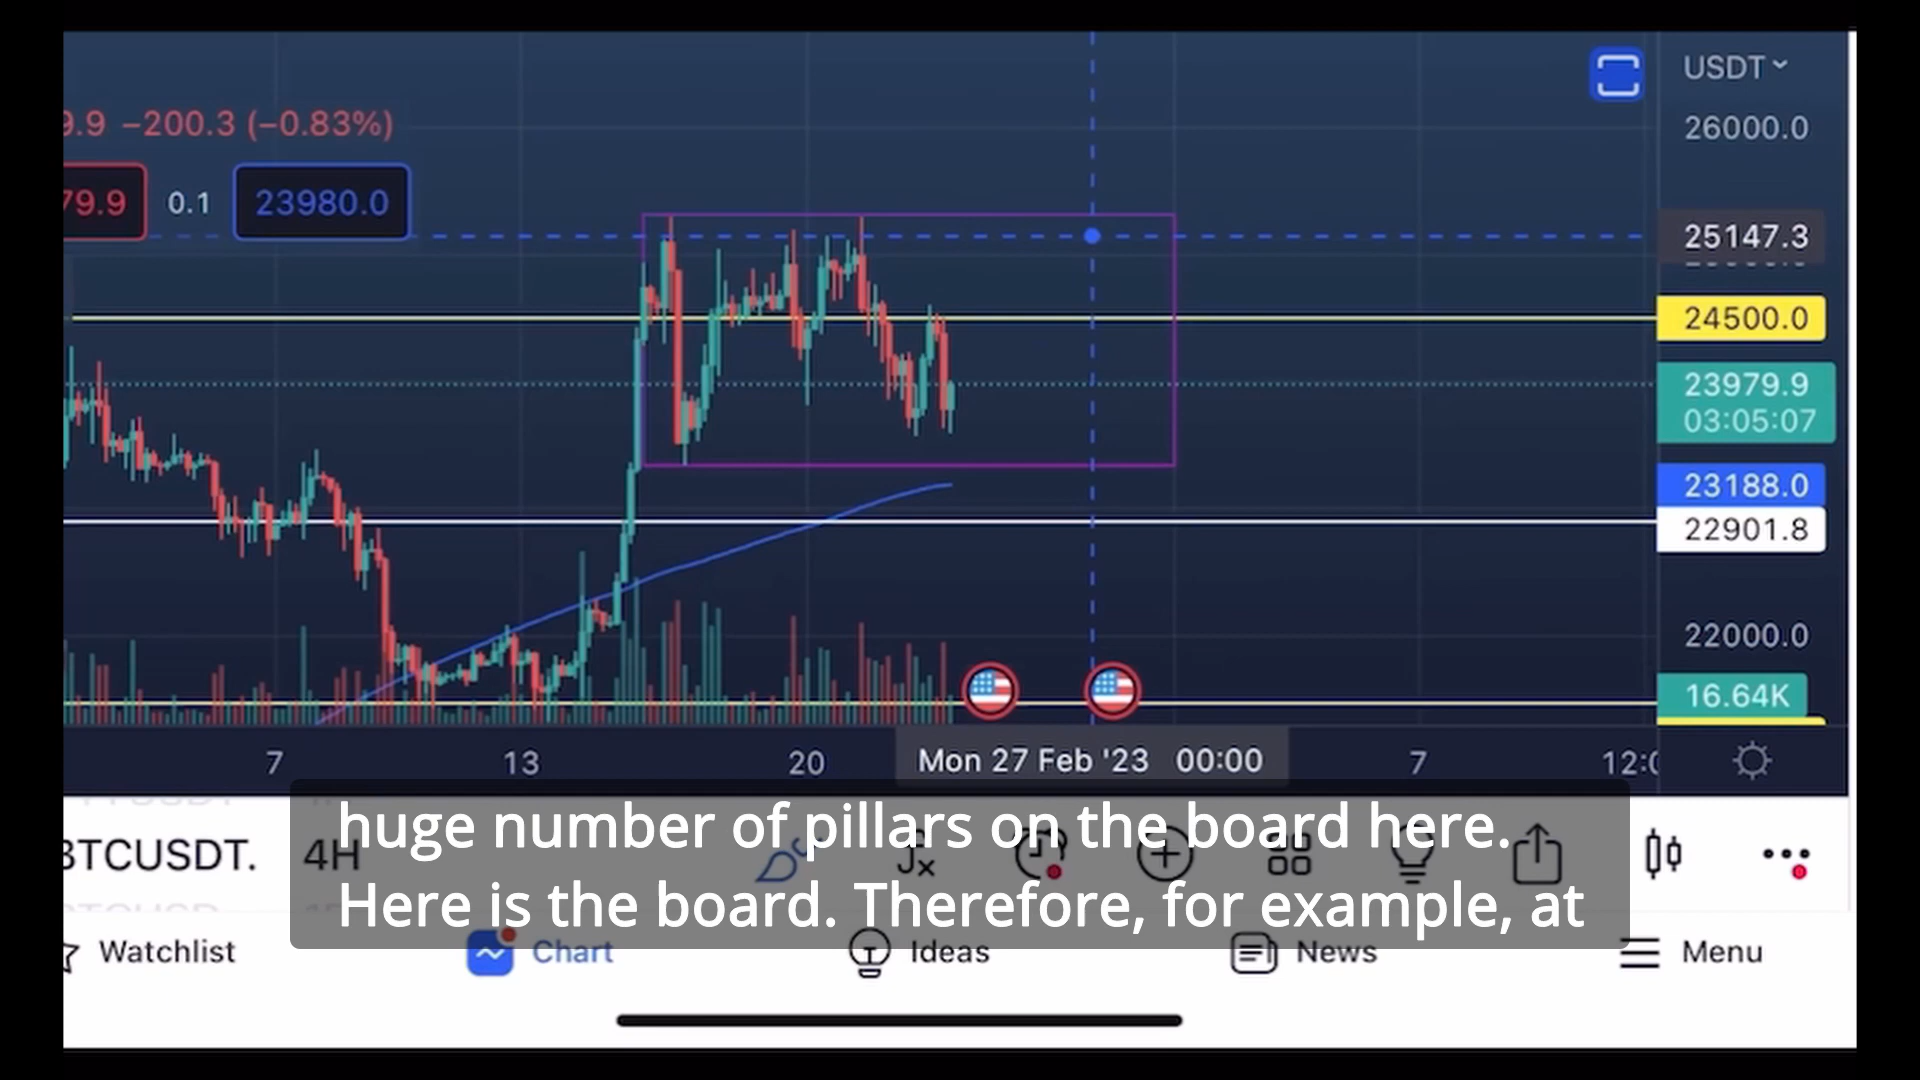 USDT
9.9 −200.3 (−0.83%)
26000.0
79.9 0.1 23980.0
25147.3
24500.0
23979.9
03:05:07
23188.0
22901.8
22000.0
16.64K
7 13 20 Mon 27 Feb '23 00:00 7 12:0
BTCUSDT. 4H
huge number of pillars on the board here.
Here is the board. Therefore, for example, at
Watchlist Chart Ideas News Menu